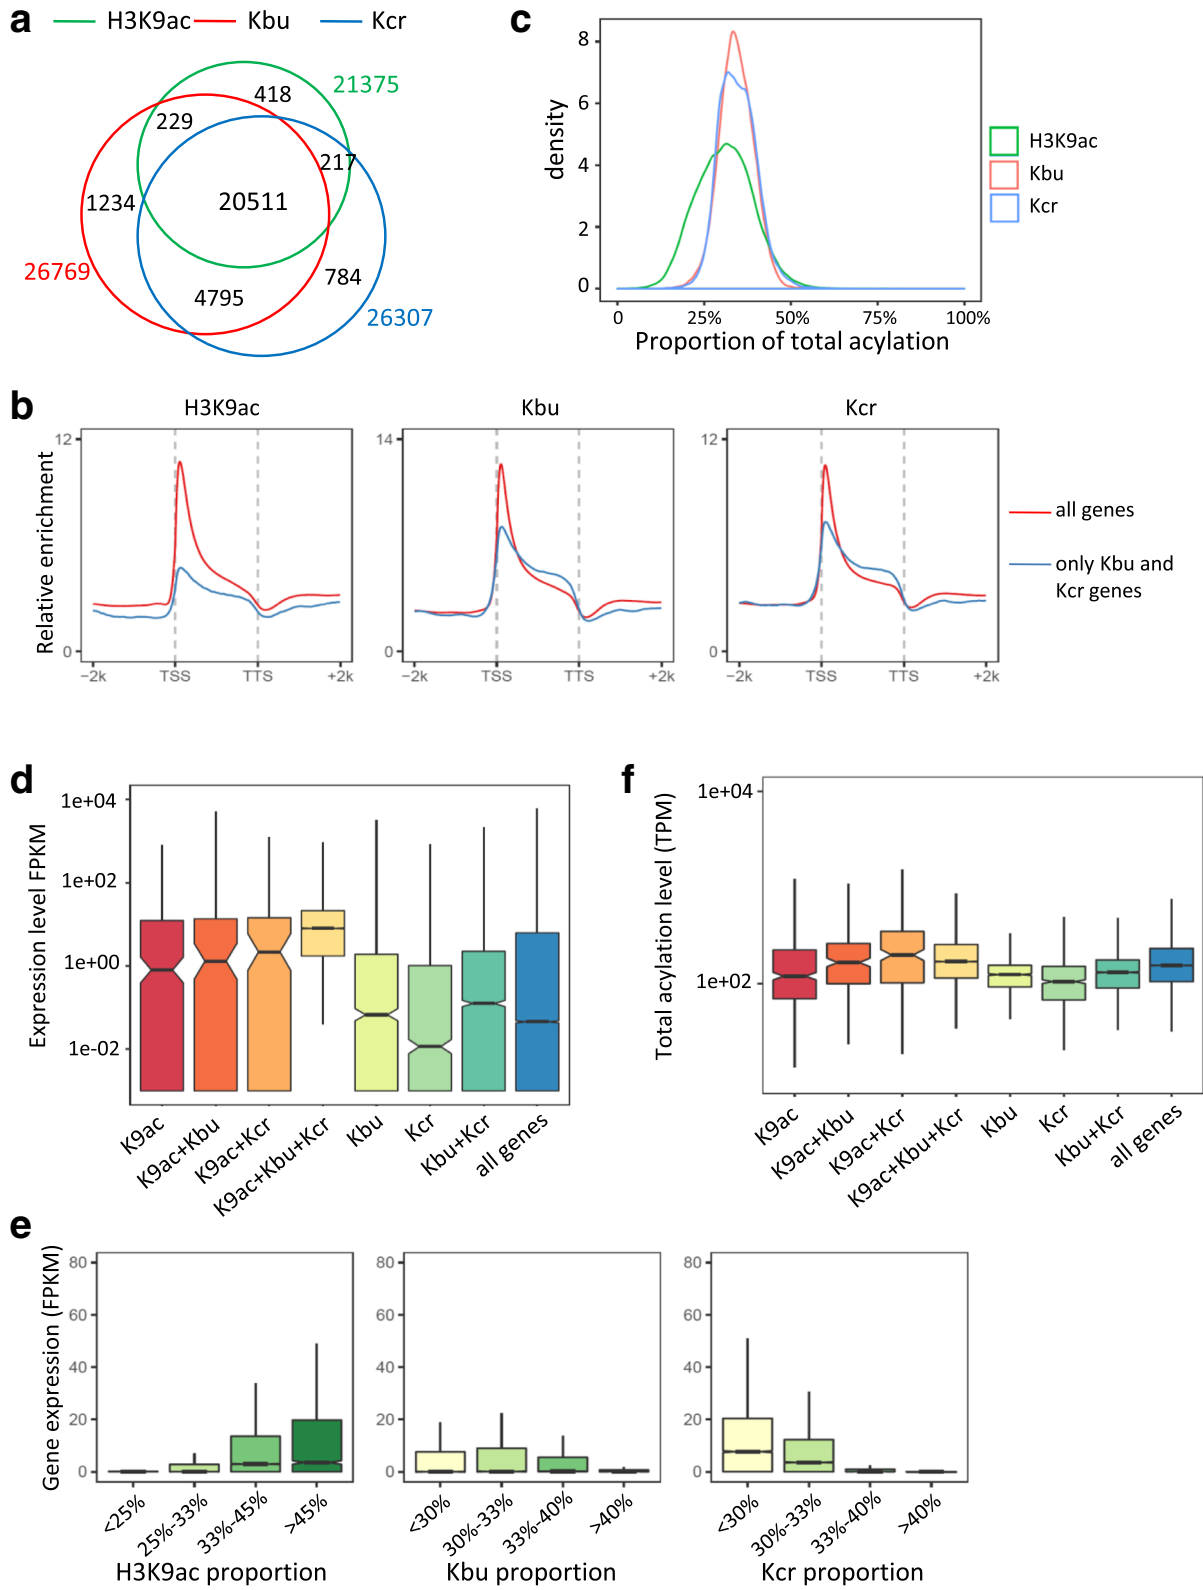 a
H3K9ac
Kbu
Kcr
21375
418
229
217
1234
20511
26769
784
4795
26307
c
density
8
6
4
2
0
0
25%
50%
75%
100%
Proportion of total acylation
H3K9ac
Kbu
Kcr
b
H3K9ac
Kbu
Kcr
Relative enrichment
12
0
−2k
TSS
TTS
+2k
14
0
−2k
TSS
TTS
+2k
12
0
−2k
TSS
TTS
+2k
all genes
only Kbu and
Kcr genes
d
Expression level FPKM
1e+04
1e+02
1e+00
1e-02
K9ac
K9ac+Kbu
K9ac+Kcr
K9ac+Kbu+Kcr
Kbu
Kcr
Kbu+Kcr
all genes
f
Total acylation level (TPM)
1e+04
1e+02
K9ac
K9ac+Kbu
K9ac+Kcr
K9ac+Kbu+Kcr
Kbu
Kcr
Kbu+Kcr
all genes
e
Gene expression (FPKM)
80
60
40
20
0
<25%
25%-33%
33%-45%
>45%
H3K9ac proportion
80
60
40
20
0
<30%
30%-33%
33%-40%
>40%
Kbu proportion
80
60
40
20
0
<30%
30%-33%
33%-40%
>40%
Kcr proportion